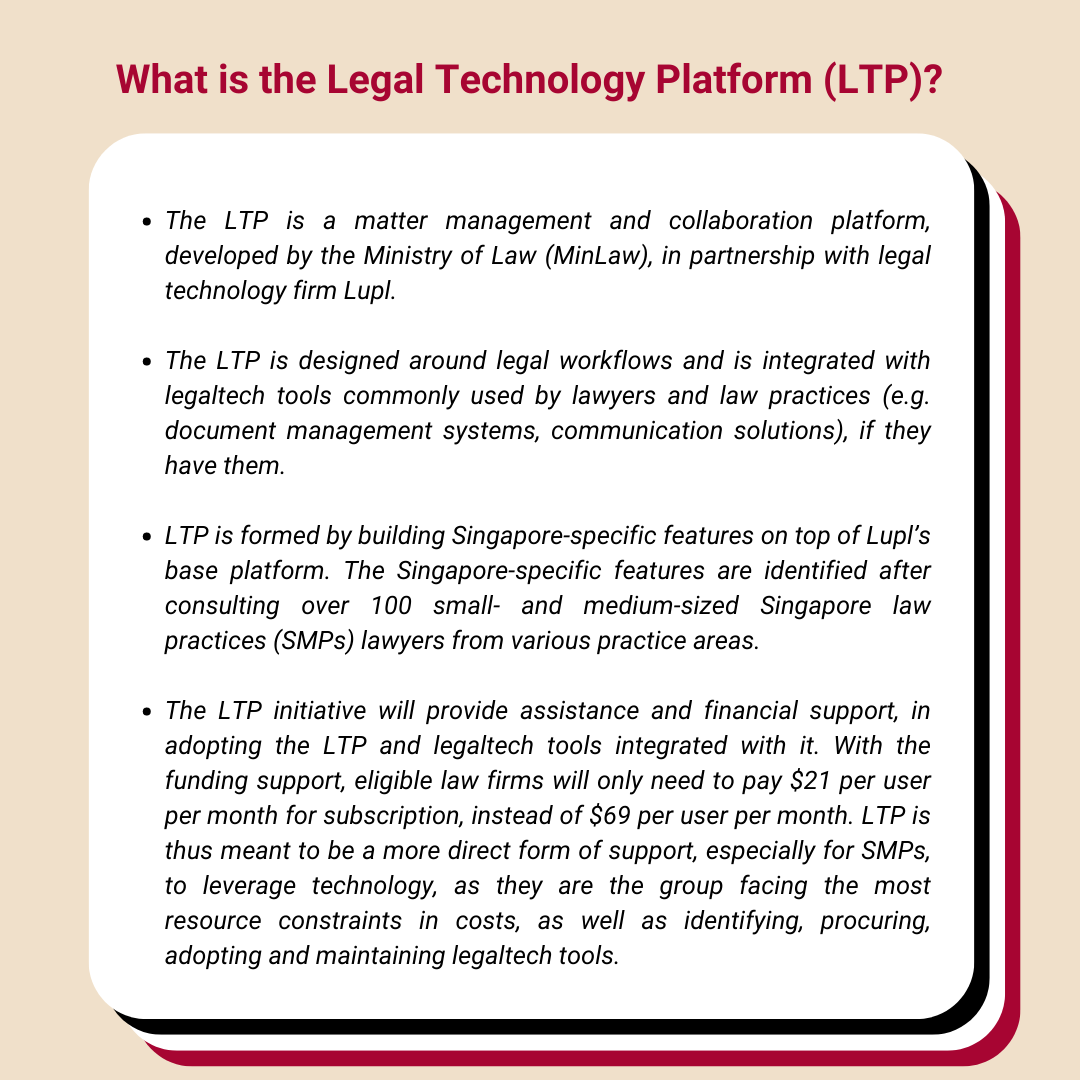 What is the Legal Technology Platform (LTP)?
• The LTP is a matter management and collaboration platform,
developed by the Ministry of Law (MinLaw), in partnership with legal
technology firm Lupl.
• The LTP is designed around legal workflows and is integrated with
legaltech tools commonly used by lawyers and law practices (e.g.
document management systems, communication solutions), if they
have them.
• LTP is formed by building Singapore-specific features on top of Lupl’s
base platform. The Singapore-specific features are identified after
consulting over 100 small- and medium-sized Singapore law
practices (SMPs) lawyers from various practice areas.
• The LTP initiative will provide assistance and financial support, in
adopting the LTP and legaltech tools integrated with it. With the
funding support, eligible law firms will only need to pay $21 per user
per month for subscription, instead of $69 per user per month. LTP is
thus meant to be a more direct form of support, especially for SMPs,
to leverage technology, as they are the group facing the most
resource constraints in costs, as well as identifying, procuring,
adopting and maintaining legaltech tools.